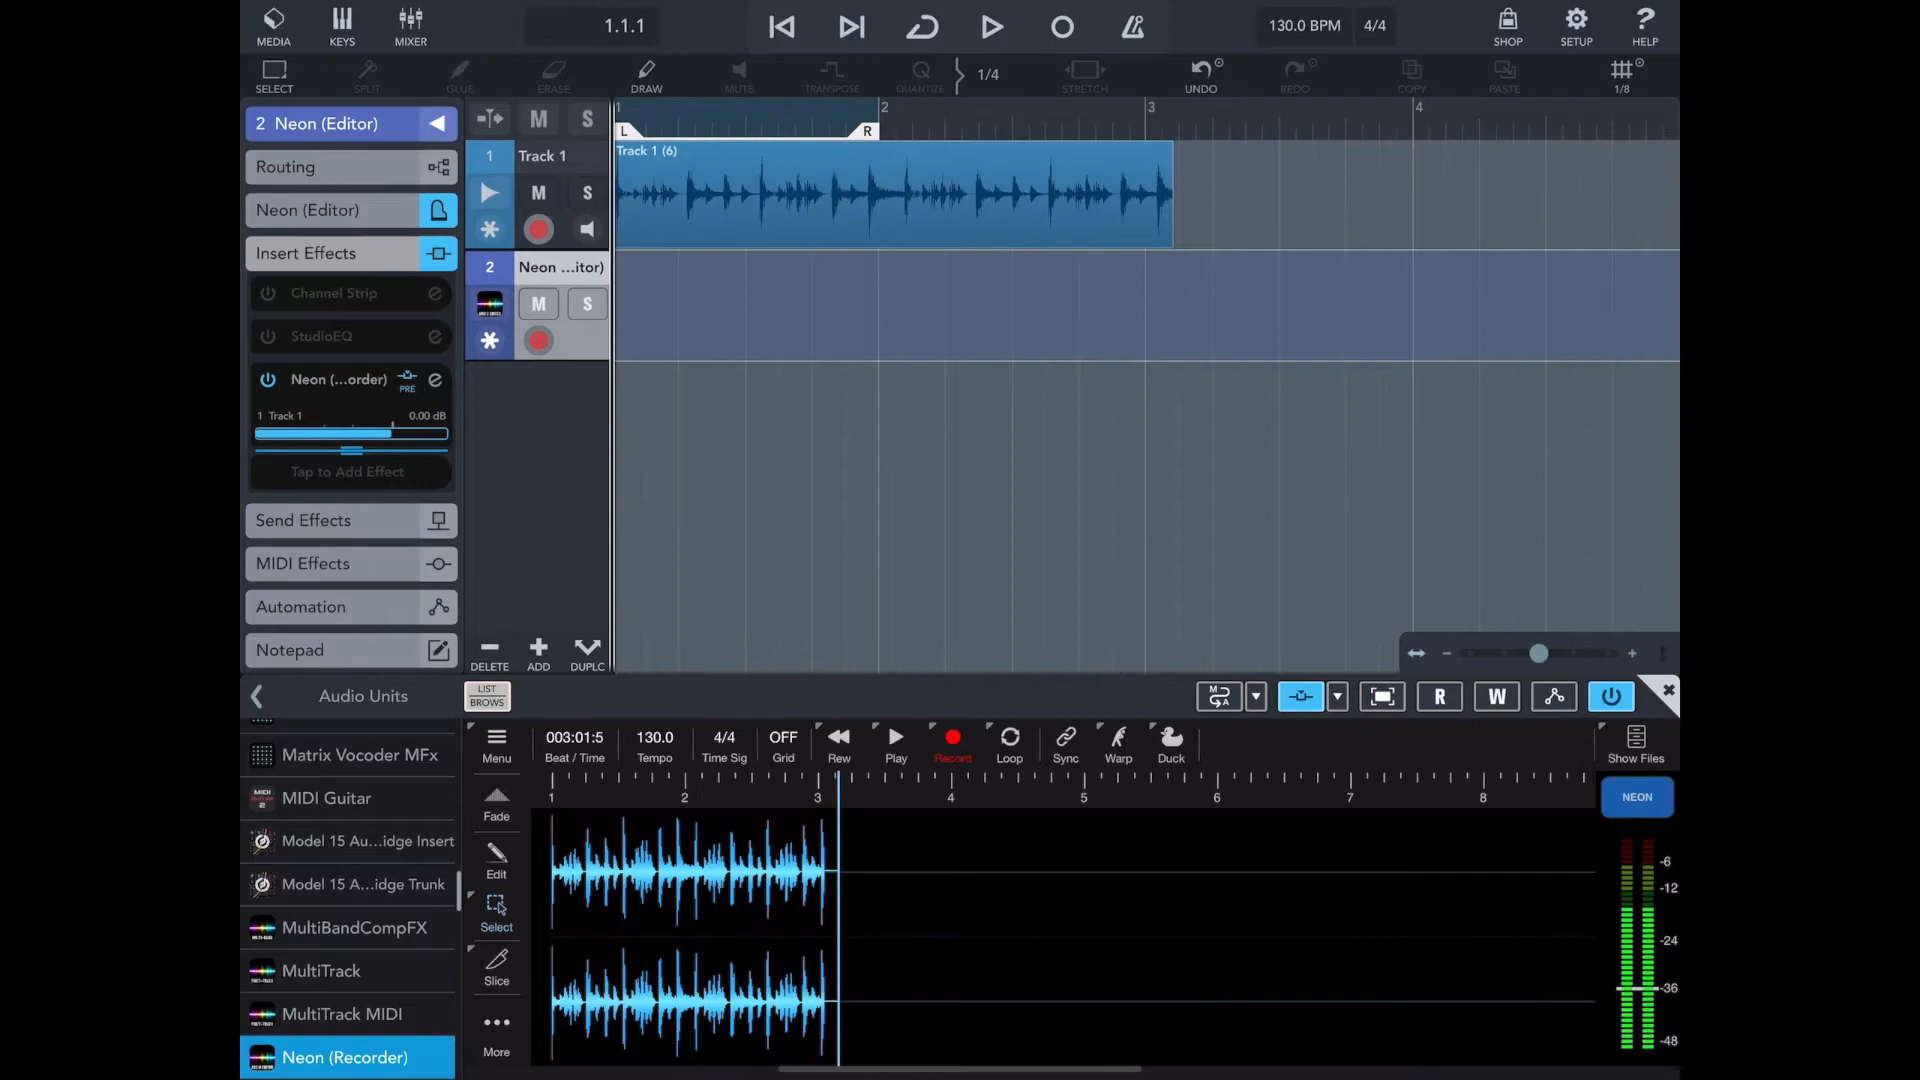 MEDIA
KEYS
MIXER
1.1.1
130.0 BPM
4/4
SHOP
SETUP
HELP
SELECT
SPLIT
GLUE
ERASE
DRAW
MUTE
TRANSPOSE
Q
QUANTIZE
1/4
STRETCH
UNDO
REDO
COPY
PASTE
1/8
2 Neon (Editor)
M S
1 2 3 4
L R
Routing
1 Track 1
Track 1 (6)
M S
Neon (Editor)
Insert Effects
2 Neon ...itor)
Channel Strip
M S
StudioEQ
Neon (...order)
PRE
1 Track 1 0.00 dB
Tap to Add Effect
Send Effects
MIDI Effects
Automation
Notepad
DELETE
ADD
DUPLC
Audio Units
LIST
BROWS
M
A
R
W
Matrix Vocoder MFx
MIDI Guitar
Model 15 Au...idge Insert
Model 15 A...idge Trunk
MultiBandCompFX
MultiTrack
MultiTrack MIDI
Neon (Recorder)
Menu
003:01:5
Beat / Time
130.0
Tempo
4/4
Time Sig
OFF
Grid
Rew
Play
Record
Loop
Sync
Warp
Duck
Show Files
1 2 3 4 5 6 7 8
NEON
Fade
Edit
Select
Slice
More
-6
-12
-24
-36
-48